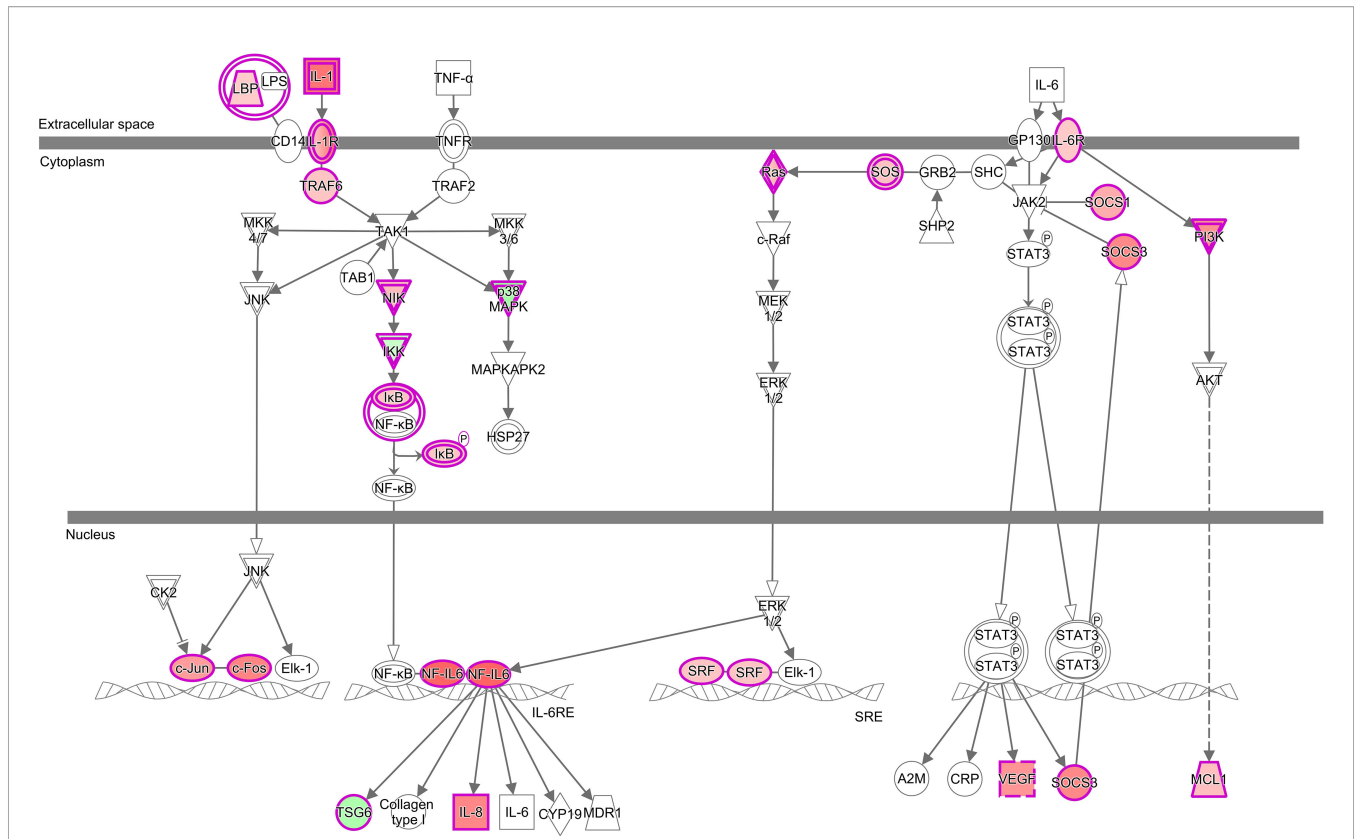 LPS
LBP
IL-1
TNF-α
IL-6
Extracellular space
CD14
IL-1R
TNFR
GP130
IL-6R
Cytoplasm
TRAF6
TRAF2
Ras
SOS
GRB2
SHC
JAK2
SOCS1
MKK
4/7
TAK1
MKK
3/6
c-Raf
SHP2
PI3K
P
STAT3
SOCS3
TAB1
JNK
NIK
p38
MAPK
MEK
1/2
P
STAT3
P
STAT3
IKK
MAPKAPK2
ERK
1/2
AKT
IκB
NF-κB
HSP27
P
IκB
NF-κB
Nucleus
JNK
CK2
ERK
1/2
P
STAT3
P
STAT3
P
STAT3
P
STAT3
c-Jun
c-Fos
Elk-1
NF-κB
NF-IL6
NF-IL6
SRF
SRF
Elk-1
IL-6RE
SRE
A2M
CRP
VEGF
SOCS3
MCL1
TSG6
Collagen
type I
IL-8
IL-6
CYP19
MDR1